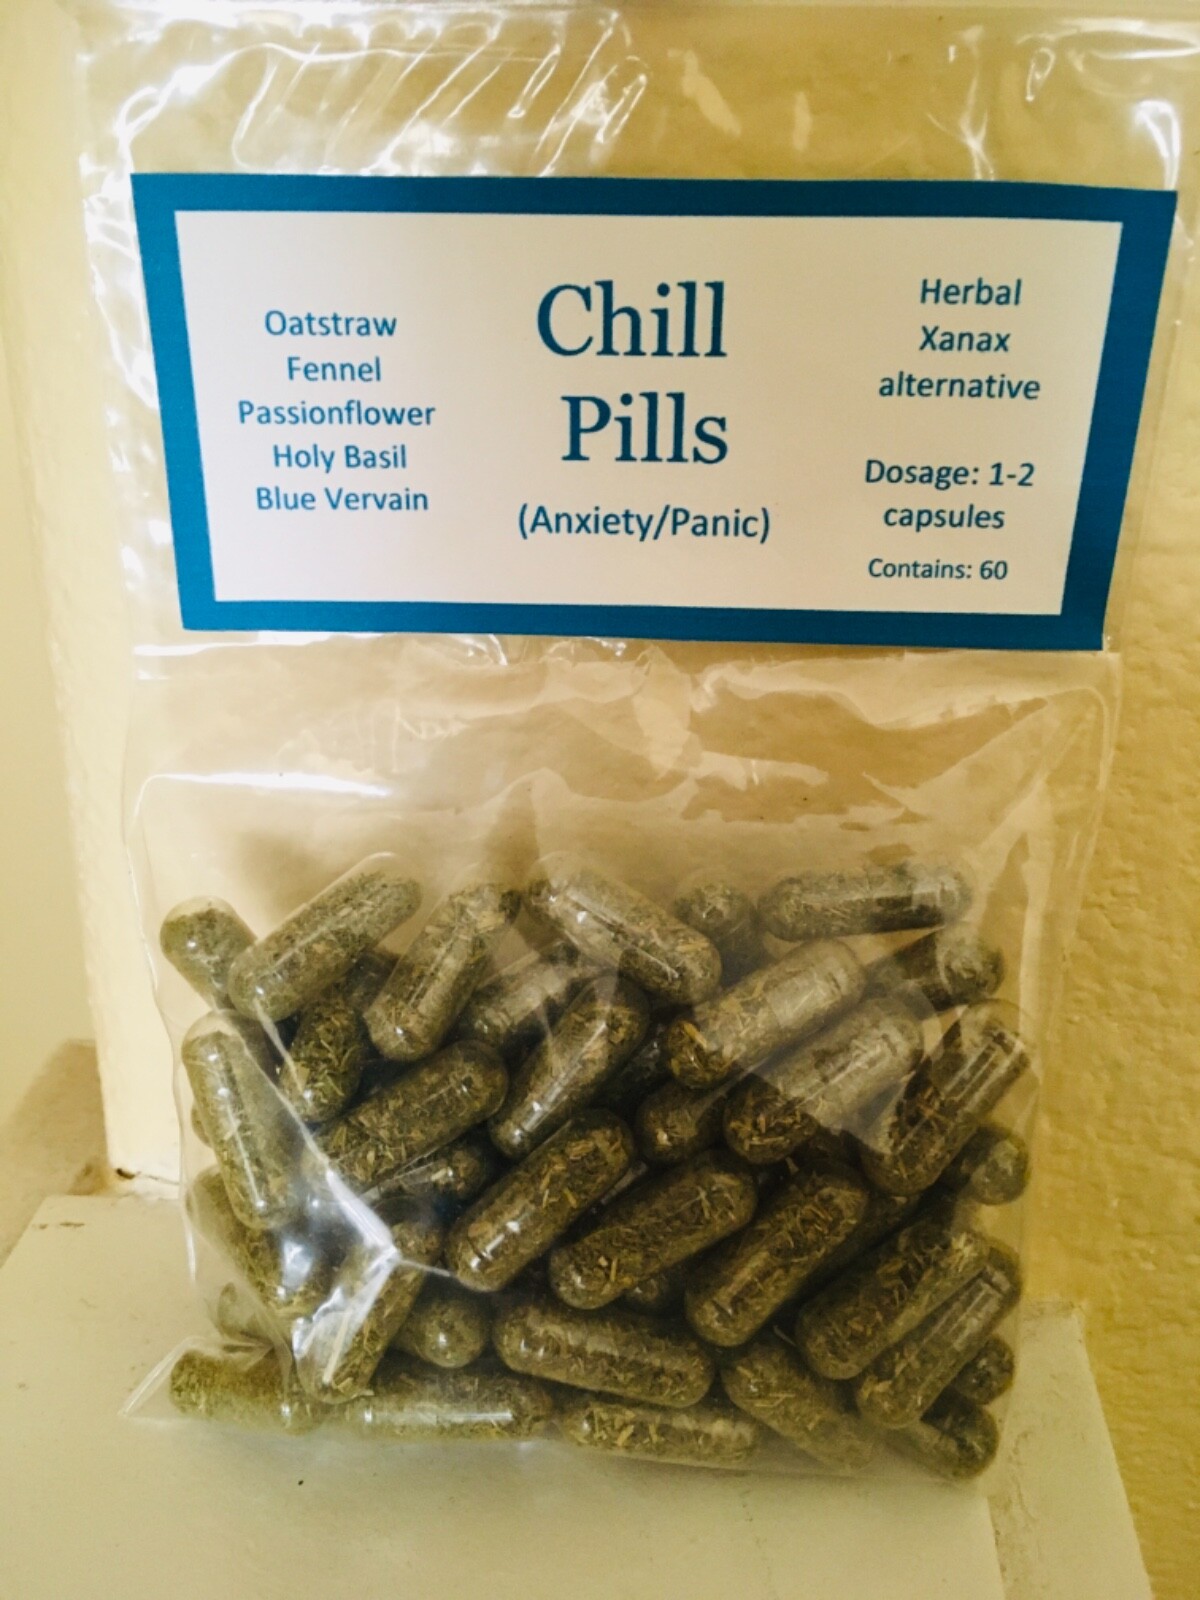 Oatstraw
Fennel
Passionflower
Holy Basil
Blue Vervain
Chill
Pills
(Anxiety/Panic)
Herbal
Xanax
alternative
Dosage: 1-2
capsules
Contains: 60